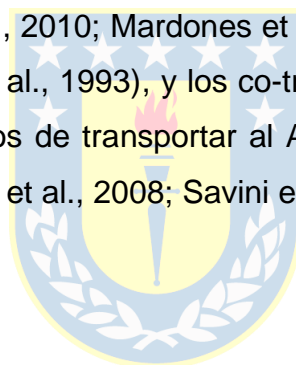 , 2010; Mardones et
al., 1993), y los co-tr
os de transportar al A
et al., 2008; Savini e